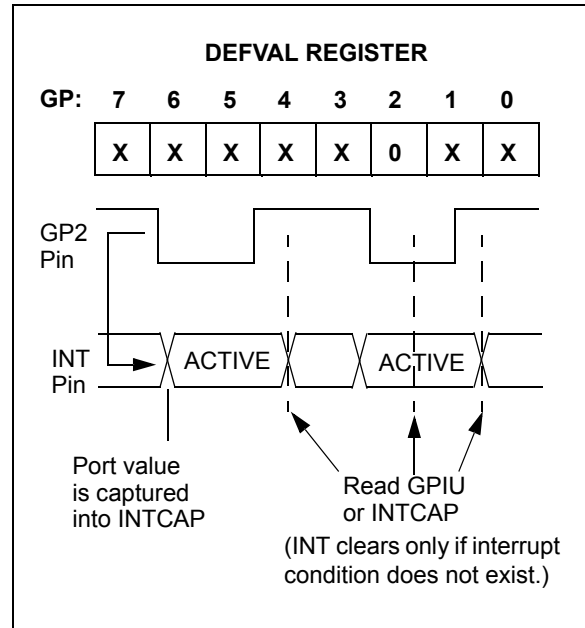 DEFVAL REGISTER
GP: 7 6 5 4 3 2 1 0
X X X X X 0 X X
GP2
Pin
INT
Pin
ACTIVE
ACTIVE
Port value
is captured
into INTCAP
Read GPIU
or INTCAP
(INT clears only if interrupt
condition does not exist.)